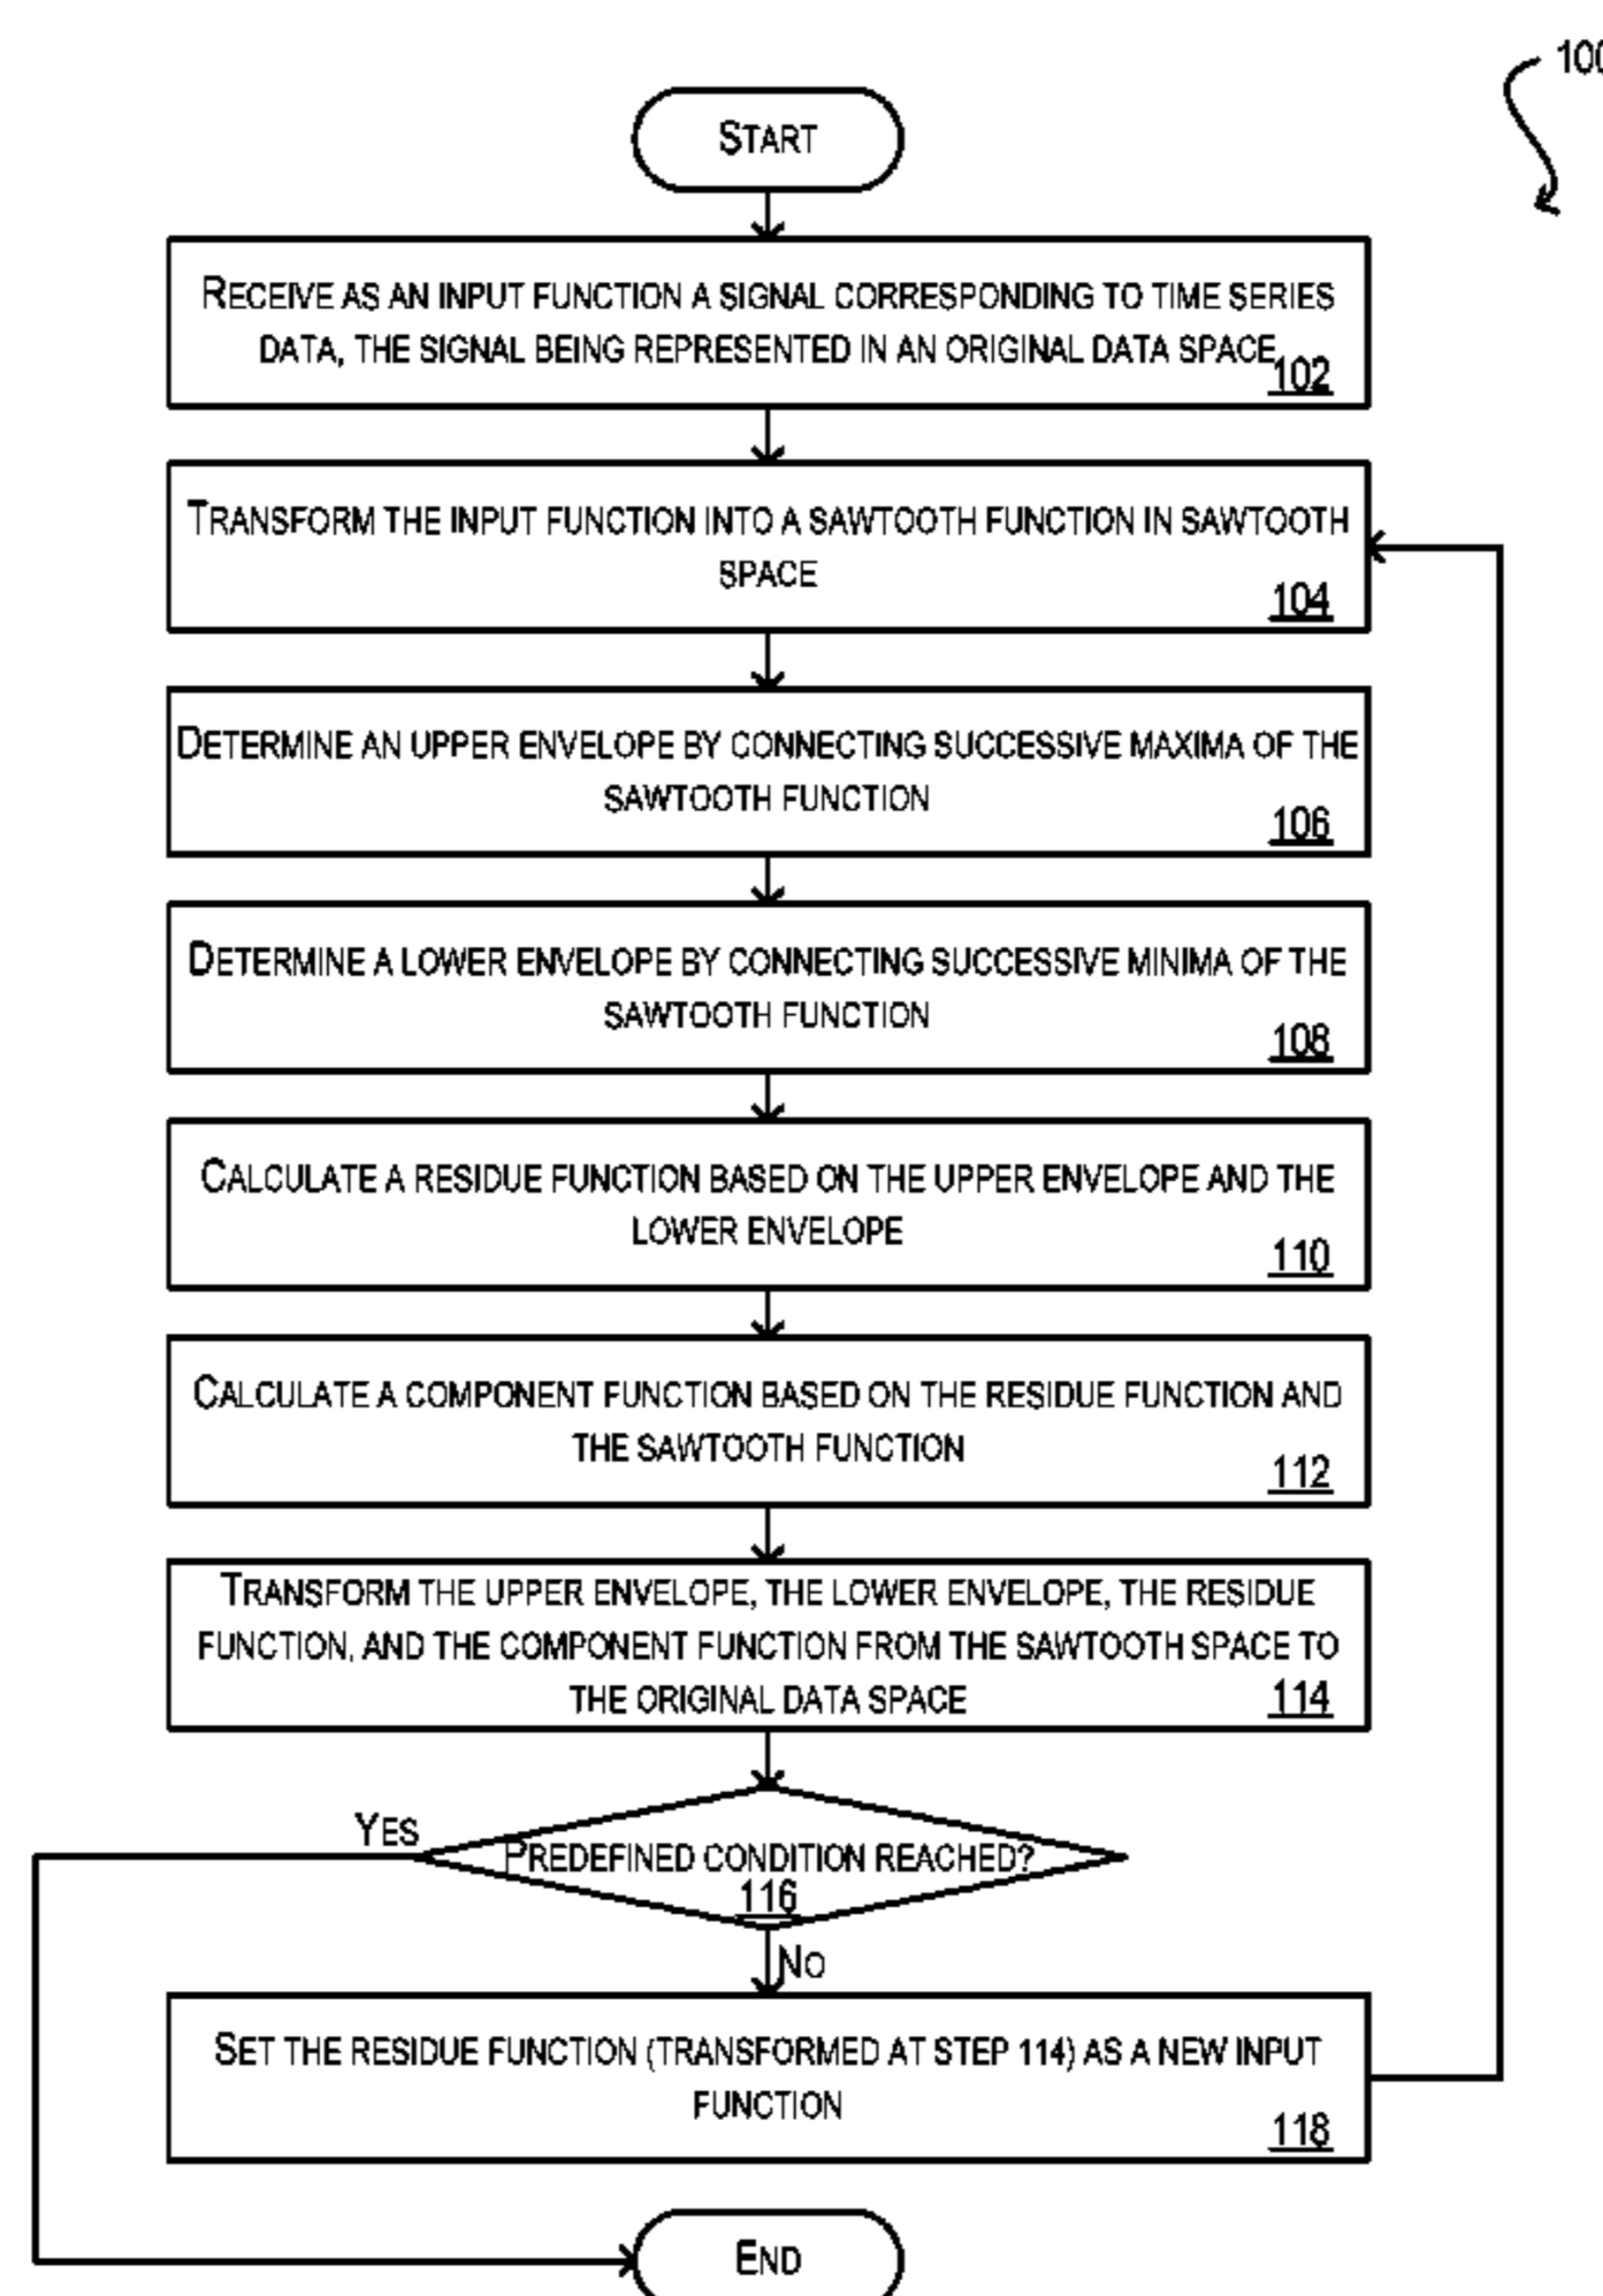 100
START
RECEIVE AS AN INPUT FUNCTION A SIGNAL CORRESPONDING TO TIME SERIES
DATA, THE SIGNAL BEING REPRESENTED IN AN ORIGINAL DATA SPACE
102
TRANSFORM THE INPUT FUNCTION INTO A SAWTOOTH FUNCTION IN SAWTOOTH
SPACE
104
DETERMINE AN UPPER ENVELOPE BY CONNECTING SUCCESSIVE MAXIMA OF THE
SAWTOOTH FUNCTION
106
DETERMINE A LOWER ENVELOPE BY CONNECTING SUCCESSIVE MINIMA OF THE
SAWTOOTH FUNCTION
108
CALCULATE A RESIDUE FUNCTION BASED ON THE UPPER ENVELOPE AND THE
LOWER ENVELOPE
110
CALCULATE A COMPONENT FUNCTION BASED ON THE RESIDUE FUNCTION AND
THE SAWTOOTH FUNCTION
112
TRANSFORM THE UPPER ENVELOPE, THE LOWER ENVELOPE, THE RESIDUE
FUNCTION, AND THE COMPONENT FUNCTION FROM THE SAWTOOTH SPACE TO
THE ORIGINAL DATA SPACE
114
YES
PREDEFINED CONDITION REACHED?
116
NO
SET THE RESIDUE FUNCTION (TRANSFORMED AT STEP 114) AS A NEW INPUT
FUNCTION
118
END